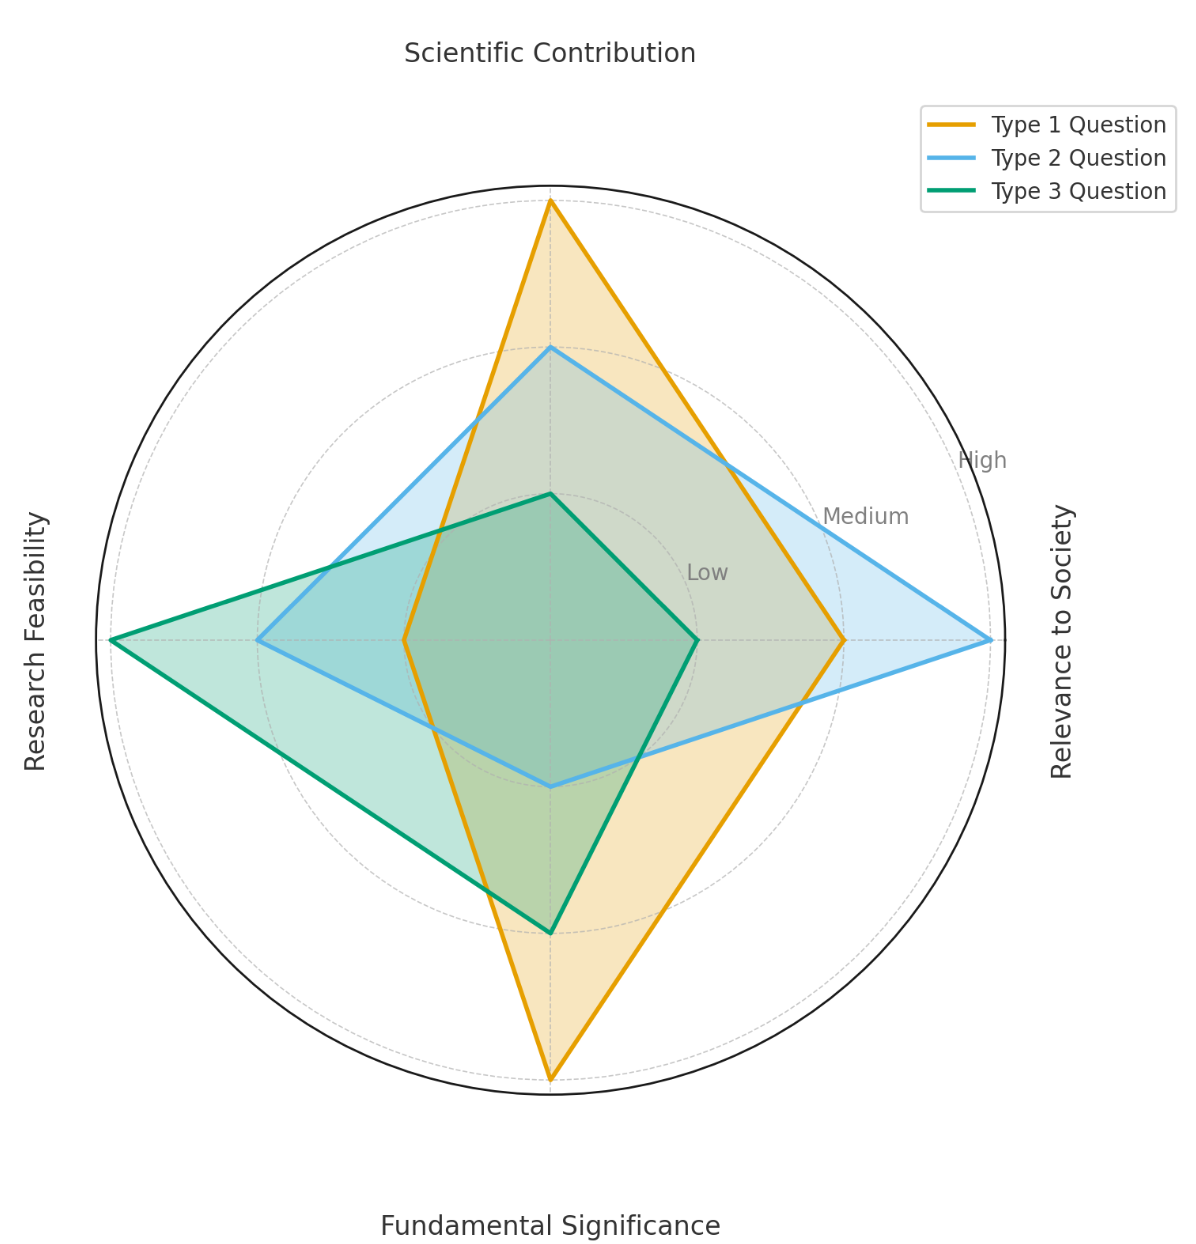 Scientific Contribution
Type 1 Question
Type 2 Question
Type 3 Question
High
Medium
Low
Research Feasibility
Relevance to Society
Fundamental Significance